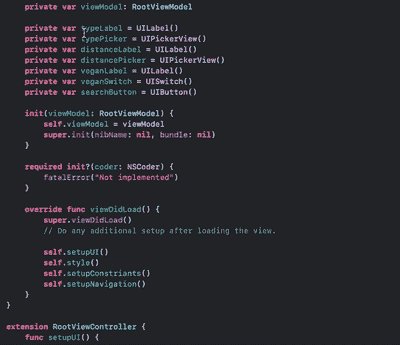 private var viewModel: RootViewModel
private var typeLabel = UILabel()
private var typePicker = UIPickerView()
private var distanceLabel = UILabel()
private var distancePicker = UIPickerView()
private var veganLabel = UILabel()
private var veganSwitch = UISwitch()
private var searchButton = UIButton()
init(viewModel: RootViewModel) {
self.viewModel = viewModel
super.init(nibName: nil, bundle: nil)
}
required init?(coder: NSCoder) {
fatalError("Not implemented")
}
override func viewDidLoad() {
super.viewDidLoad()
// Do any additional setup after loading the view.
self.setupUI()
self.style()
self.setupConstriants()
self.setupNavigation()
}
}
extension RootViewController {
func setupUI() {